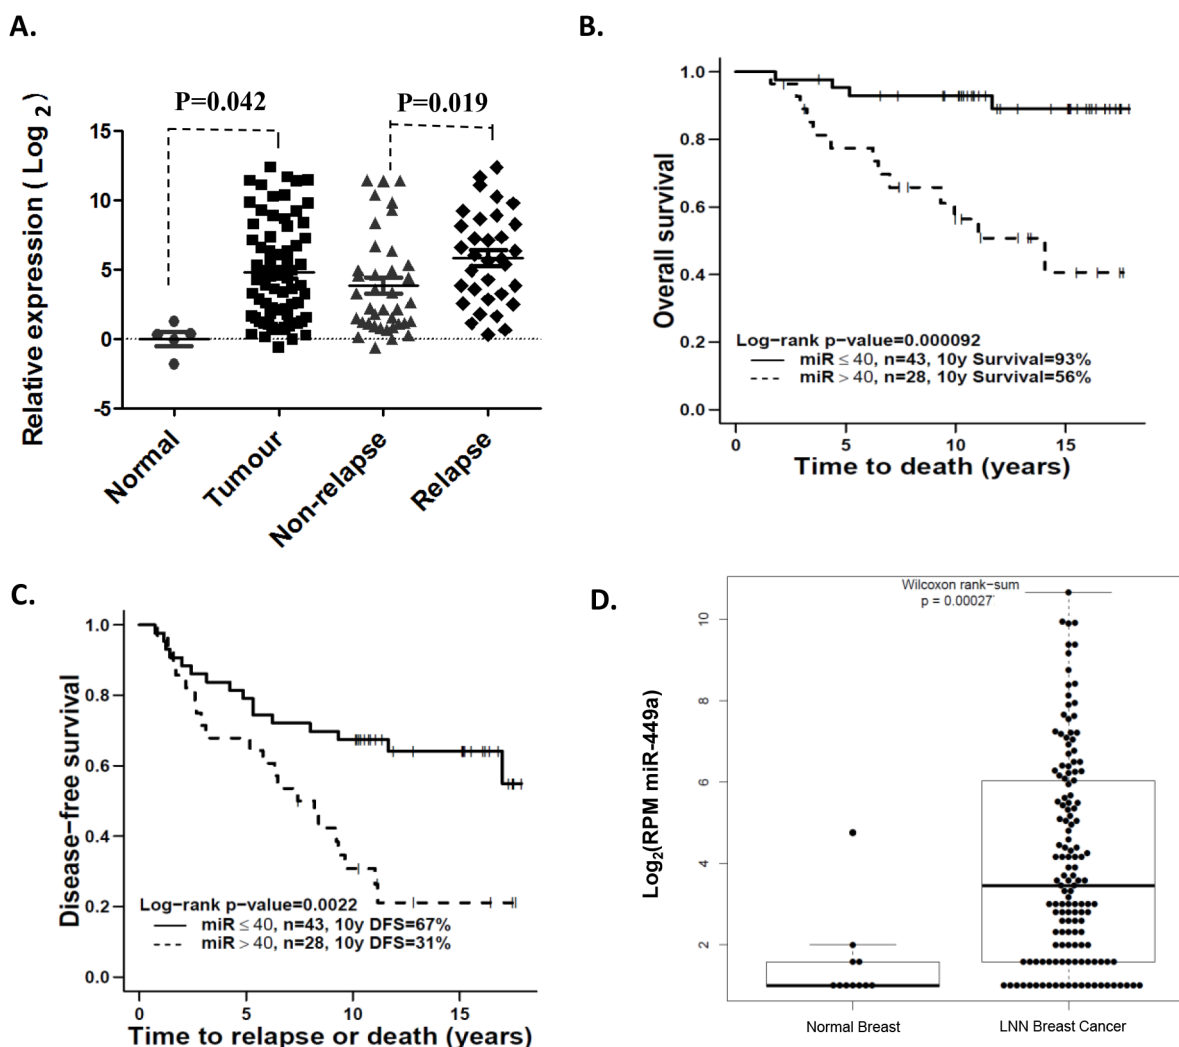 A.
P=0.042
P=0.019
Relative expression ( Log 2 )
15
10
5
0
-5
Normal
Tumour
Non-relapse
Relapse
B.
Overall survival
1.0
0.8
0.6
0.4
0.2
0.0
Log-rank p-value=0.000092
miR ≤ 40, n=43, 10y Survival=93%
miR > 40, n=28, 10y Survival=56%
0 5 10 15
Time to death (years)
C.
Disease-free survival
1.0
0.8
0.6
0.4
0.2
0.0
Log-rank p-value=0.0022
miR ≤ 40, n=43, 10y DFS=67%
miR > 40, n=28, 10y DFS=31%
0 5 10 15
Time to relapse or death (years)
D.
Wilcoxon rank-sum
p = 0.00027
Log2(RPM miR-449a)
10
8
6
4
2
Normal Breast
LNN Breast Cancer